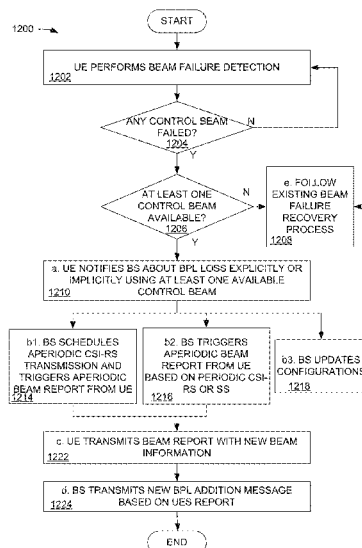 START
1200
UE PERFORMS BEAM FAILURE DETECTION
1202
N
ANY CONTROL BEAM
FAILED?
1204
Y
AT LEAST ONE
CONTROL BEAM
AVAILABLE?
1206
N
Y
e. FOLLOW
EXISTING BEAM
FAILURE
RECOVERY
PROCESS
1208
a. UE NOTIFIES BS ABOUT BPL LOSS EXPLICITLY OR
IMPLICITLY USING AT LEAST ONE AVAILABLE
CONTROL BEAM
1210
b1. BS SCHEDULES
APERIODIC CSI-RS
TRANSMISSION AND
TRIGGERS APERIODIC
BEAM REPORT FROM UE
1214
b2. BS TRIGGERS
APERIODIC BEAM
REPORT FROM UE
BASED ON PERIODIC CSI-
RS OR SS
1216
b3. BS UPDATES
CONFIGURATIONS
1218
c. UE TRANSMITS BEAM REPORT WITH NEW BEAM
INFORMATION
1222
d. BS TRANSMITS NEW BPL ADDITION MESSAGE
BASED ON UES REPORT
1224
END